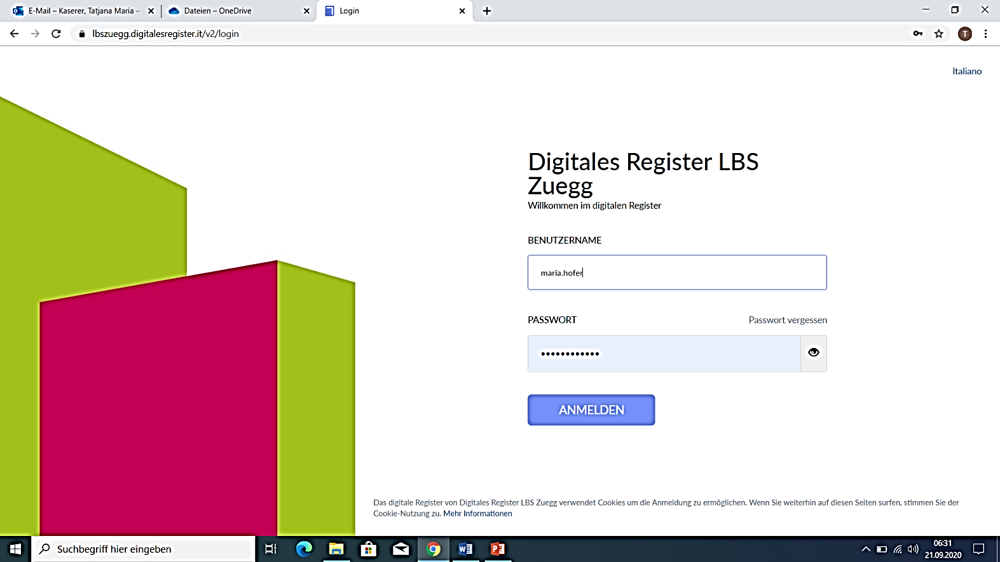 E-Mail – Kaserer, Tatjana Maria –
Dateien – OneDrive
Login
lbszuegg.digitalesregister.it/v2/login
T
Italiano
Digitales Register LBS
Zuegg
Willkommen im digitalen Register
BENUTZERNAME
maria.hofer
PASSWORT
Passwort vergessen
ANMELDEN
Das digitale Register von Digitales Register LBS Zuegg verwendet Cookies um die Anmeldung zu ermöglichen. Wenn Sie weiterhin auf diesen Seiten surfen, stimmen Sie der
Cookie-Nutzung zu. Mehr Informationen
Suchbegriff hier eingeben
06:31
21.09.2020